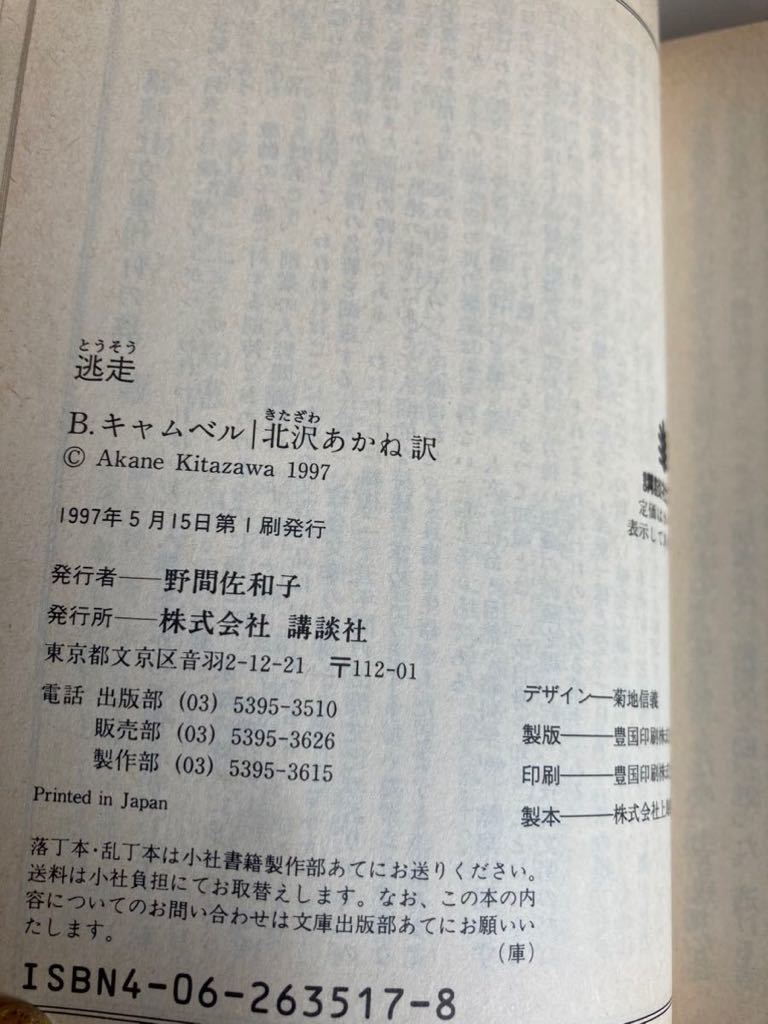 とうそう
逃走
きたざわ
B.キャムベル|北沢あかね 訳
© Akane Kitazawa 1997
1997年5月15日第1刷発行
発行者——野間佐和子
発行所——株式会社 講談社
東京都文京区音羽2-12-21 〒112-01
電話 出版部 (03) 5395-3510
販売部 (03) 5395-3626
製作部 (03) 5395-3615
Printed in Japan
定価は
表示して
デザイン——菊地信義
製版——豊国印刷株式
印刷——豊国印刷株式
製本——株式会社上
落丁本・乱丁本は小社書籍製作部あてにお送りください。
送料は小社負担にてお取替えします。なお、この本の内
容についてのお問い合わせは文庫出版部あてにお願いい
たします。
(庫)
ISBN4-06-263517-8